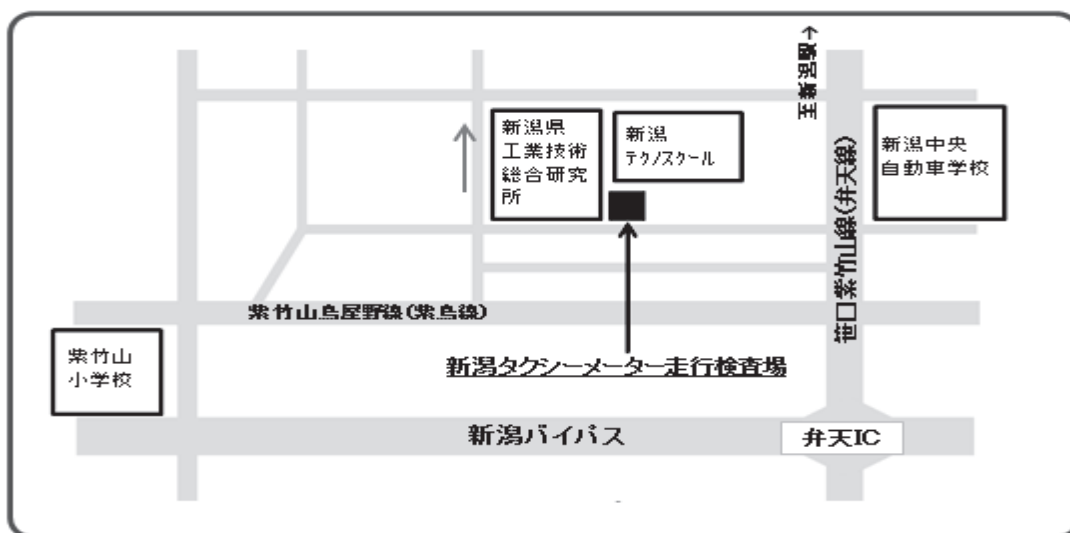 至新潟駅→
新潟県
工業技術
総合研究
所
新潟
テクノスクール
新潟中央
自動車学校
笹口紫竹山線(弁天線)
紫竹山鳥屋野線(紫鳥線)
紫竹山
小学校
新潟タクシーメーター走行検査場
新潟バイパス
弁天IC